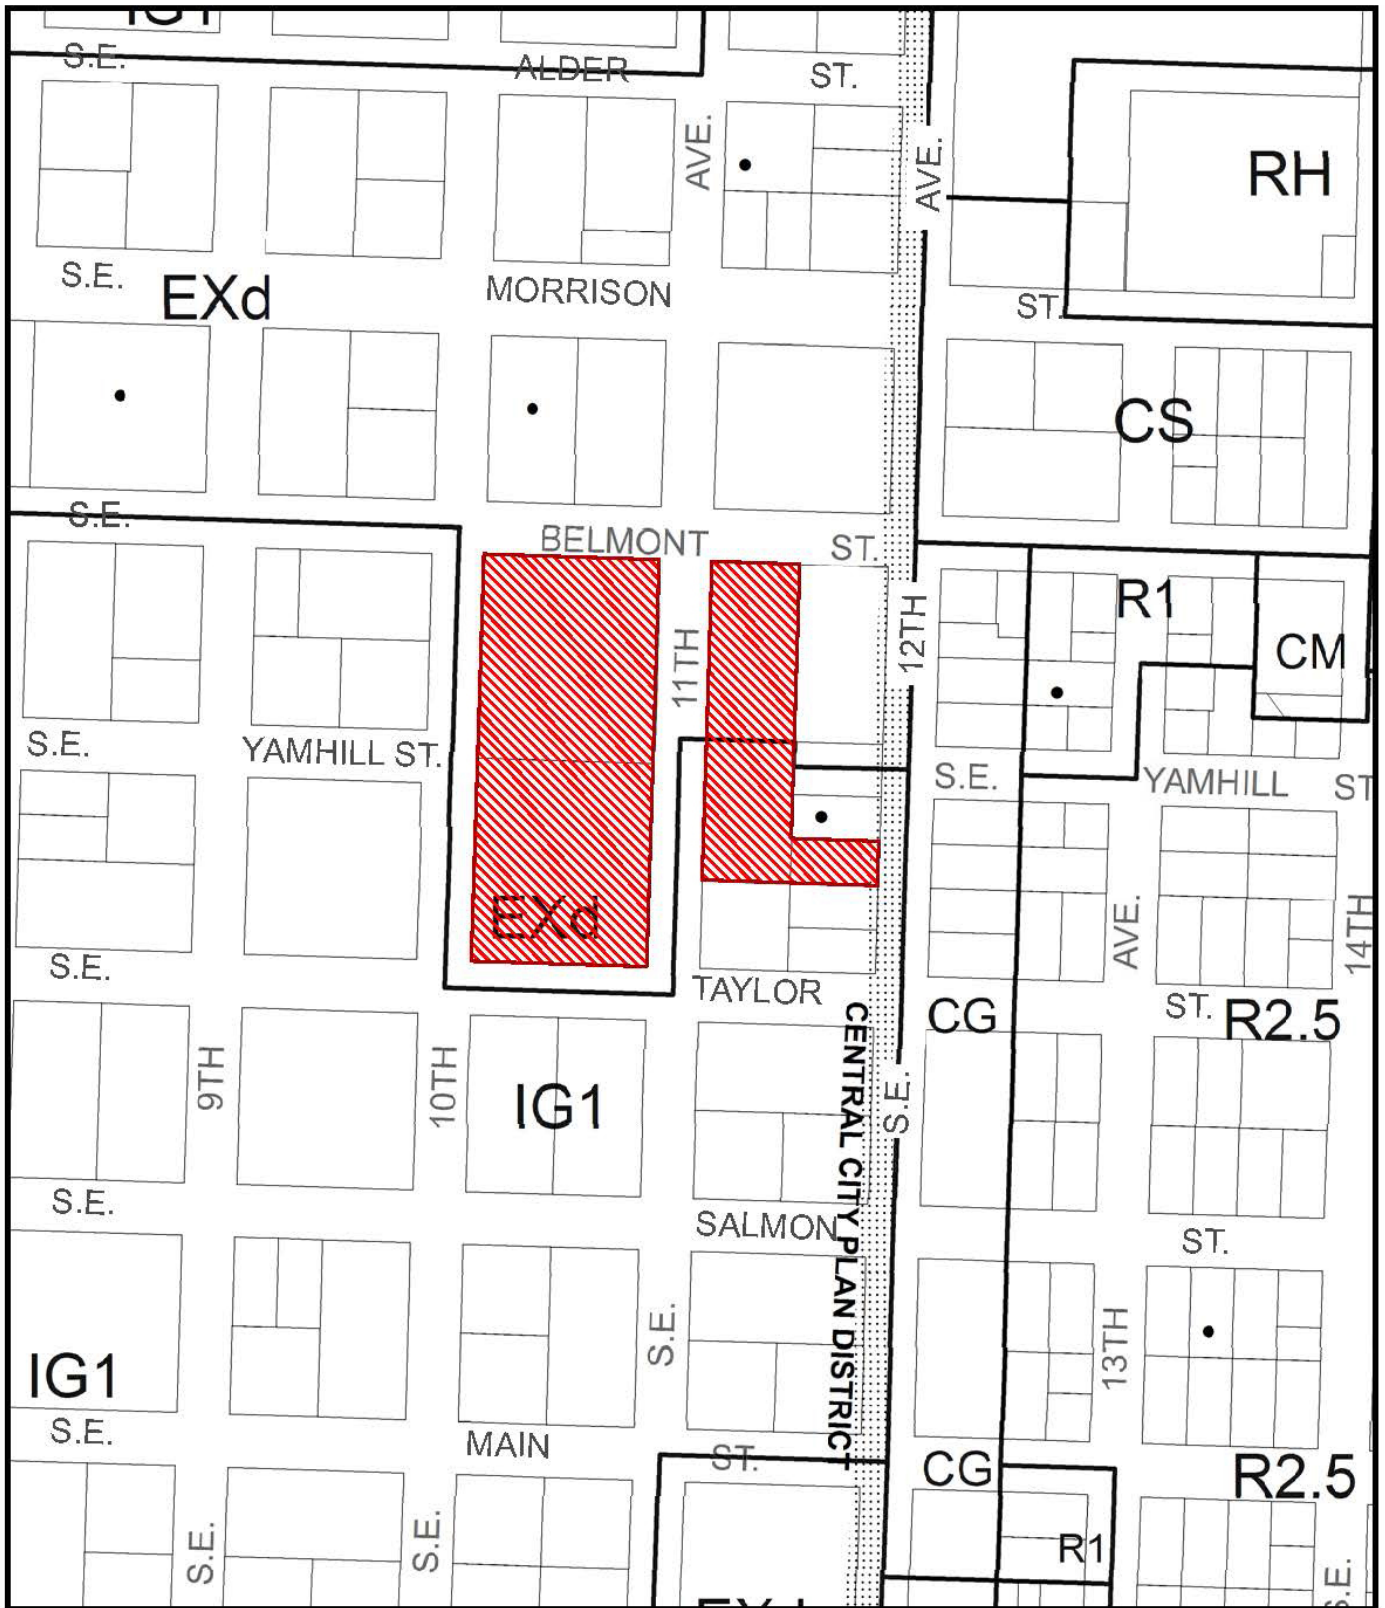 IG1
S.E.
ALDER
ST.
AVE.
AVE.
RH
S.E.
EXd
MORRISON
ST.
CS
S.E.
BELMONT
ST.
R1
12TH
11TH
CM
S.E.
YAMHILL ST.
S.E.
YAMHILL
ST
EXd
AVE.
14TH
S.E.
TAYLOR
ST.
CG
R2.5
9TH
10TH
IG1
S.E.
CENTRAL CITY PLAN DISTRICT
S.E.
SALMON
ST.
S.E.
13TH
IG1
S.E.
MAIN
ST.
CG
R2.5
S.E.
S.E.
R1
S.E.
EXd